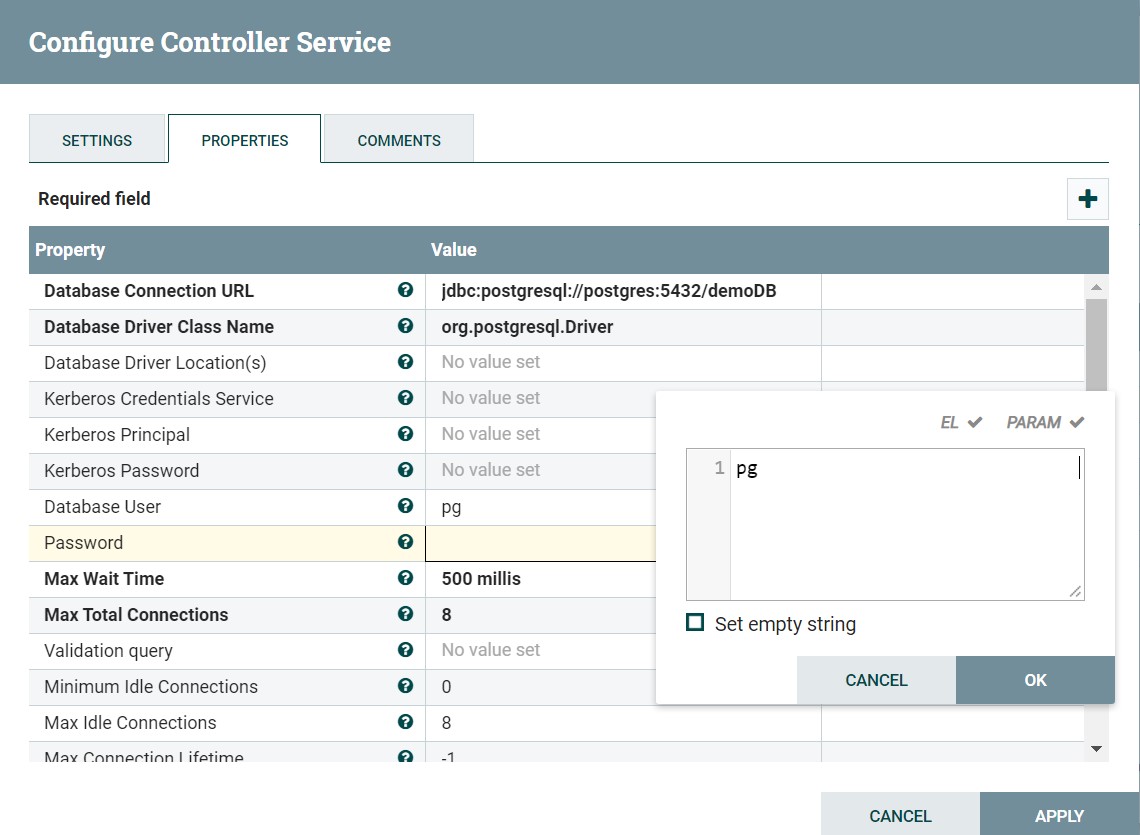 Configure Controller Service
SETTINGS
PROPERTIES
COMMENTS
Required field
Property Value
Database Connection URL jdbc:postgresql://postgres:5432/demoDB
Database Driver Class Name org.postgresql.Driver
Database Driver Location(s) No value set
Kerberos Credentials Service No value set
Kerberos Principal No value set
Kerberos Password No value set
Database User pg
Password
Max Wait Time 500 millis
Max Total Connections 8
Validation query No value set
Minimum Idle Connections 0
Max Idle Connections 8
Max Connection Lifetime -1
EL PARAM
1 pg
Set empty string
CANCEL OK
CANCEL APPLY